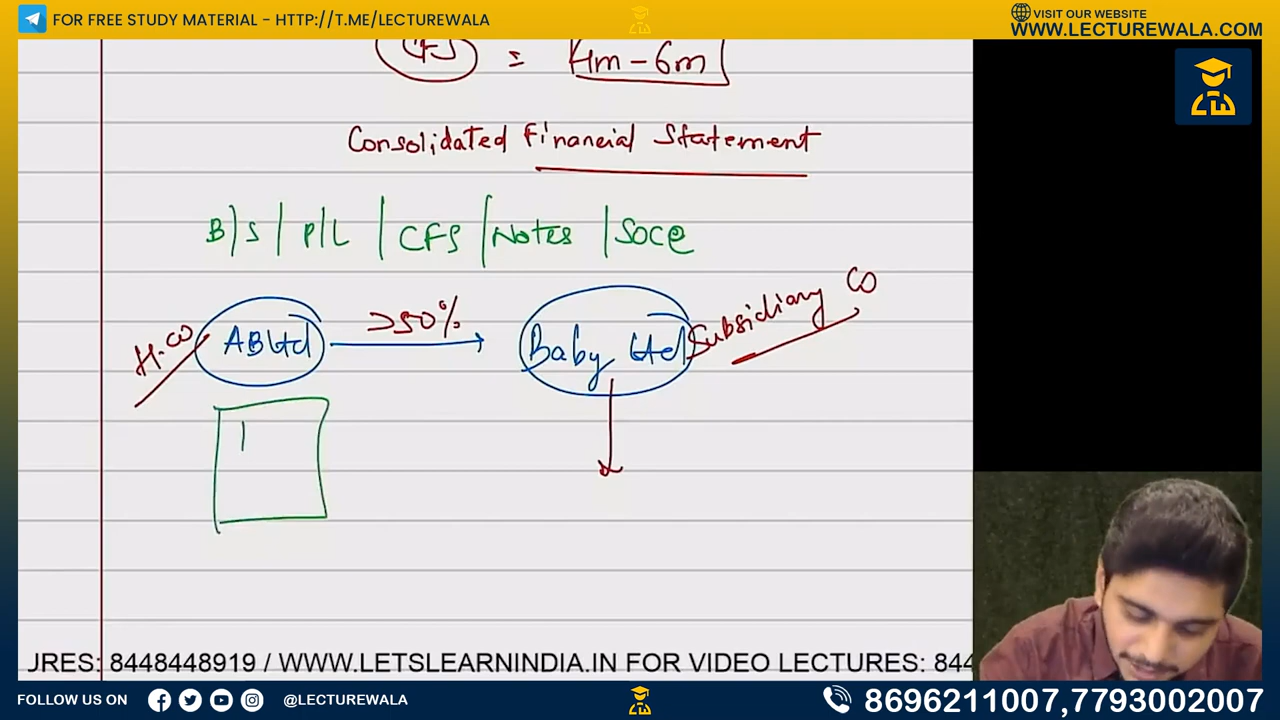 FOR FREE STUDY MATERIAL - HTTP://T.ME/LECTUREWALA
VISIT OUR WEBSITE
WWW.LECTUREWALA.COM
CFS = 4m - 6m
Consolidated Financial Statement
B/S | P/L | CFS | Notes | SOCE
H.co AB Ltd >50% Baby Ltd Subsidiary Co
JRES: 8448448919 / WWW.LETSLEARNINDIA.IN FOR VIDEO LECTURES: 844
FOLLOW US ON @LECTUREWALA 8696211007,7793002007